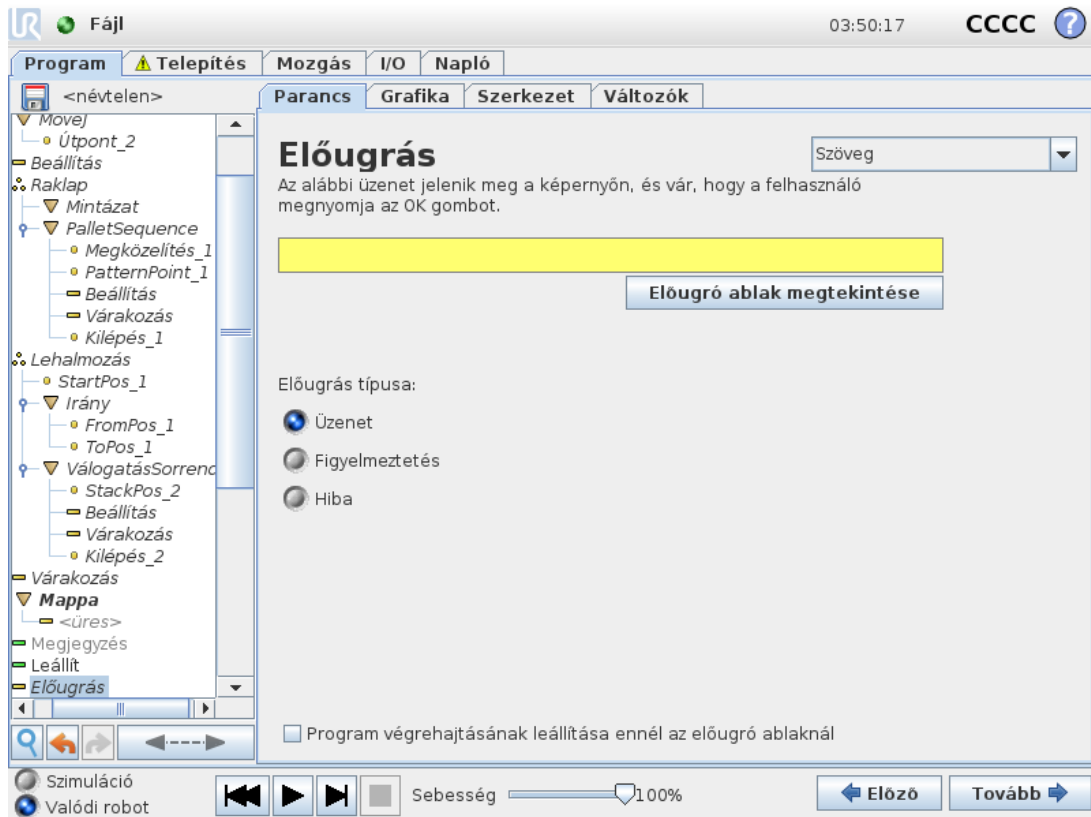 UR Fájl 03:50:17 CCCC ?
Program Telepítés Mozgás I/O Napló
<névtelen>
Parancs Grafika Szerkezet Változók
MoveJ
Útpont_2
Beállítás
Raklap
Mintázat
PalletSequence
Megközelítés_1
PatternPoint_1
Beállítás
Várakozás
Kilépés_1
Lehalmozás
StartPos_1
Irány
FromPos_1
ToPos_1
VálogatásSorrend
StackPos_2
Beállítás
Várakozás
Kilépés_2
Várakozás
Mappa
<üres>
Megjegyzés
Leállít
Előugrás
Előugrás
Szöveg
Az alábbi üzenet jelenik meg a képernyőn, és vár, hogy a felhasználó
megnyomja az OK gombot.
Előugró ablak megtekintése
Előugrás típusa:
Üzenet
Figyelmeztetés
Hiba
Program végrehajtásának leállítása ennél az előugró ablaknál
Szimuláció
Valódi robot
Sebesség 100%
Előző
Tovább